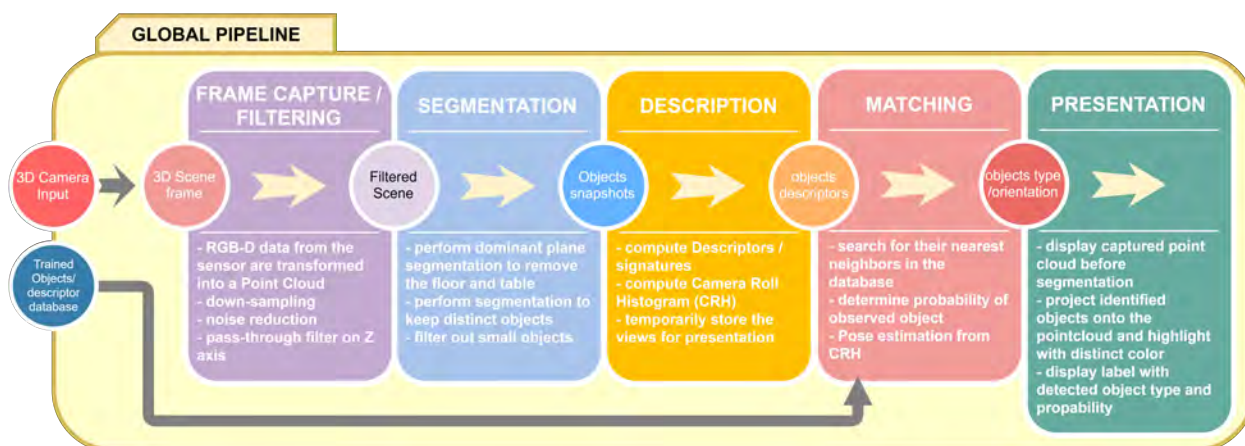 GLOBAL PIPELINE
FRAME CAPTURE /
FILTERING
SEGMENTATION
DESCRIPTION
MATCHING
PRESENTATION
3D Camera
Input
3D Scene
frame
Filtered
Scene
Objects
snapshots
objects
descriptors
objects type
/orientation
Trained
Objects/
descriptor
database
- RGB-D data from the
sensor are transformed
into a Point Cloud
- down-sampling
- noise reduction
- pass-through filter on Z
axis
- perform dominant plane
segmentation to remove
the floor and table
- perform segmentation to
keep distinct objects
- filter out small objects
- compute Descriptors /
signatures
- compute Camera Roll
Histogram (CRH)
- temporarily store the
views for presentation
- search for their nearest
neighbors in the
database
- determine probability of
observed object
- Pose estimation from
CRH
- display captured point
cloud before
segmentation
- project identified
objects onto the
pointcloud and highlight
with distinct color
- display label with
detected object type and
propability